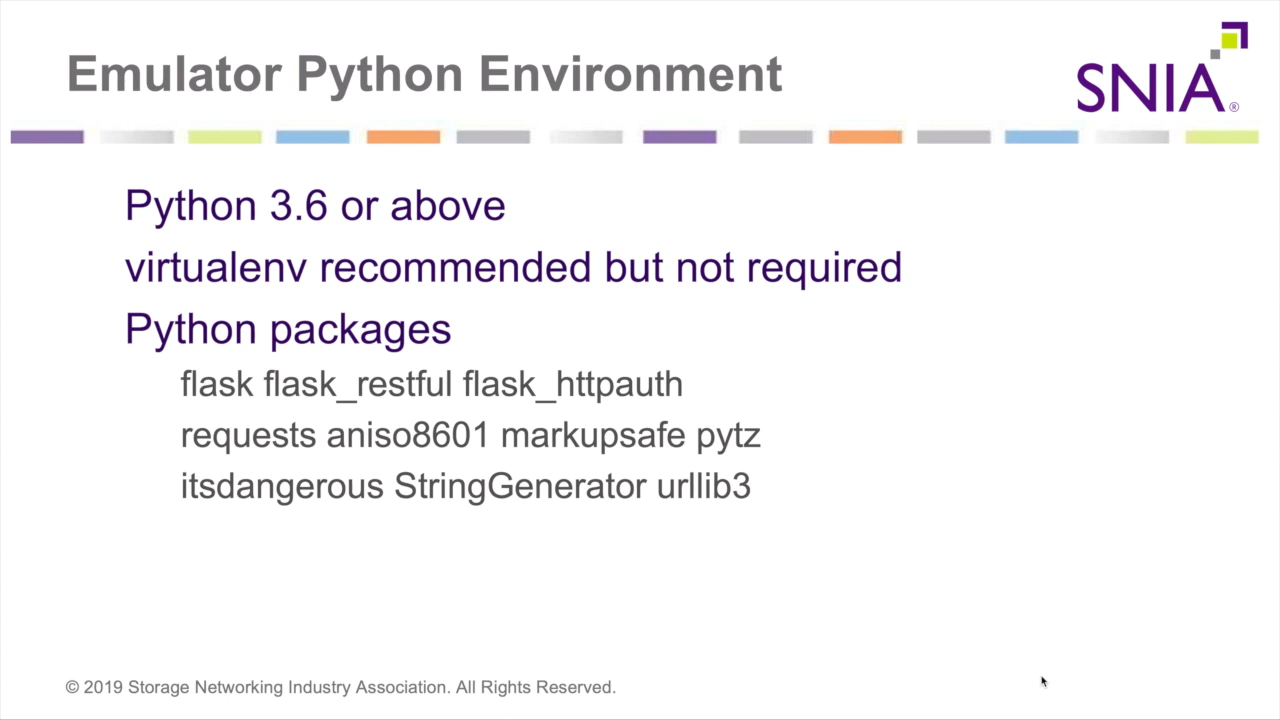 Emulator Python Environment
SNIA®
Python 3.6 or above
virtualenv recommended but not required
Python packages
flask flask_restful flask_httpauth
requests aniso8601 markupsafe pytz
itsdangerous StringGenerator urllib3
© 2019 Storage Networking Industry Association. All Rights Reserved.